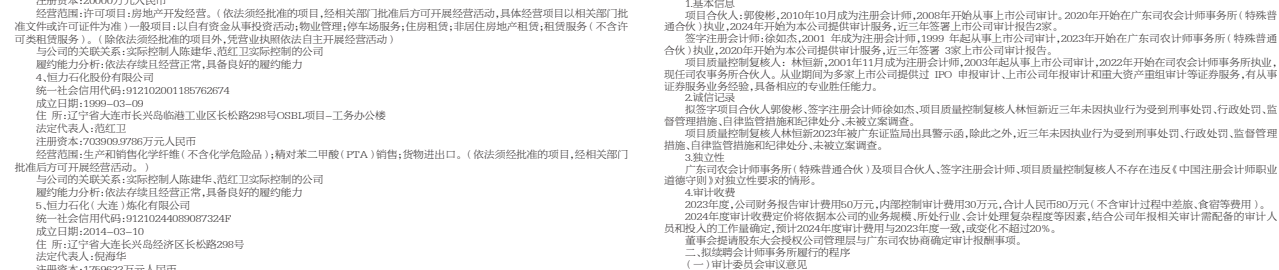 注册资本:20000万元人民币
经营范围:许可项目:房地产开发经营。(依法须经批准的项目,经相关部门批准后方可开展经营活动,具体经营项目以相关部门批
准文件或许可证件为准)一般项目:以自有资金从事投资活动;物业管理;停车场服务;住房租赁;非居住房地产租赁;租赁服务(不含许
可类租赁服务)。(除依法须经批准的项目外,凭营业执照依法自主开展经营活动)
与公司的关联关系:实际控制人陈建华、范红卫实际控制的公司
履约能力分析:依法存续且经营正常,具备良好的履约能力
4、恒力石化股份有限公司
统一社会信用代码:912102001185762674
成立日期:1999-03-09
住 所:辽宁省大连市长兴岛临港工业区长松路298号OSBL项目-工务办公楼
法定代表人:范红卫
注册资本:703909.9786万元人民币
经营范围:生产和销售化学纤维(不含化学危险品);精对苯二甲酸(PTA)销售;货物进出口。(依法须经批准的项目,经相关部门
批准后方可开展经营活动。)
与公司的关联关系:实际控制人陈建华、范红卫实际控制的公司
履约能力分析:依法存续且经营正常,具备良好的履约能力
5、恒力石化(大连)炼化有限公司
统一社会信用代码:91210244089087324F
成立日期:2014-03-10
住 所:辽宁省大连长兴岛经济区长松路298号
法定代表人:倪海华
注册资本:1759632万元人民币
1.基本信息
项目合伙人:郭俊彬,2010年10月成为注册会计师,2008年开始从事上市公司审计。2020年开始在广东司农会计师事务所(特殊普
通合伙)执业,2024年开始为本公司提供审计服务,近三年签署上市公司审计报告2家。
签字注册会计师:徐如杰,2001 年成为注册会计师,1999 年起从事上市公司审计,2023年开始在广东司农会计师事务所(特殊普通
合伙)执业,2020年开始为本公司提供审计服务,近三年签署 3家上市公司审计报告。
项目质量控制复核人: 林恒新,2001年11月成为注册会计师,2003年起从事上市公司审计,2022年开始在司农会计师事务所执业,
现任司农事务所合伙人。从业期间为多家上市公司提供过 IPO 申报审计、上市公司年报审计和重大资产重组审计等证券服务,有从事
证券服务业务经验,具备相应的专业胜任能力。
2.诚信记录
拟签字项目合伙人郭俊彬、签字注册会计师徐如杰、项目质量控制复核人林恒新近三年未因执业行为受到刑事处罚、行政处罚、监
督管理措施、自律监管措施和纪律处分、未被立案调查。
项目质量控制复核人林恒新2023年被广东证监局出具警示函,除此之外,近三年未因执业行为受到刑事处罚、行政处罚、监督管理
措施、自律监管措施和纪律处分、未被立案调查。
3.独立性
广东司农会计师事务所(特殊普通合伙)及项目合伙人、签字注册会计师、项目质量控制复核人不存在违反《中国注册会计师职业
道德守则》对独立性要求的情形。
4.审计收费
2023年度,公司财务报告审计费用50万元,内部控制审计费用30万元,合计人民币80万元(不含审计过程中差旅、食宿等费用)。
2024年度审计收费定价将依据本公司的业务规模、所处行业、会计处理复杂程度等因素,结合公司年报相关审计需配备的审计人
员和投入的工作量确定,预计2024年度审计费用与2023年度一致,或变化不超过20%。
董事会提请股东大会授权公司管理层与广东司农协商确定审计报酬事项。
二、拟续聘会计师事务所履行的程序
(一)审计委员会审议意见